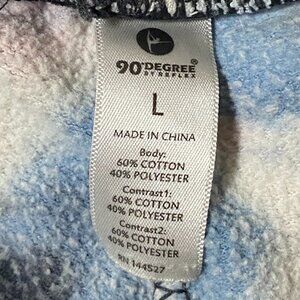 90°DEGREE®
BY REFLEX
L
MADE IN CHINA
Body:
60% COTTON
40% POLYESTER
Contrast1:
60% COTTON
40% POLYESTER
Contrast2:
60% COTTON
40% POLYESTER
RN 144527